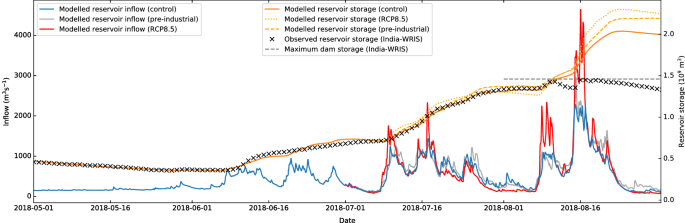 Modelled reservoir inflow (control)
Modelled reservoir inflow (pre-industrial)
Modelled reservoir inflow (RCP8.5)
Modelled reservoir storage (control)
Modelled reservoir storage (RCP8.5)
Modelled reservoir storage (pre-industrial)
Observed reservoir storage (India-WRIS)
Maximum dam storage (India-WRIS)
Inflow (m³s⁻¹)
4000
3000
2000
1000
0
2.0
1.5
1.0
0.5
0.0
Reservoir storage (10⁹ m³)
2018-05-01
2018-05-16
2018-06-01
2018-06-16
2018-07-01
2018-07-16
2018-08-01
2018-08-16
Date